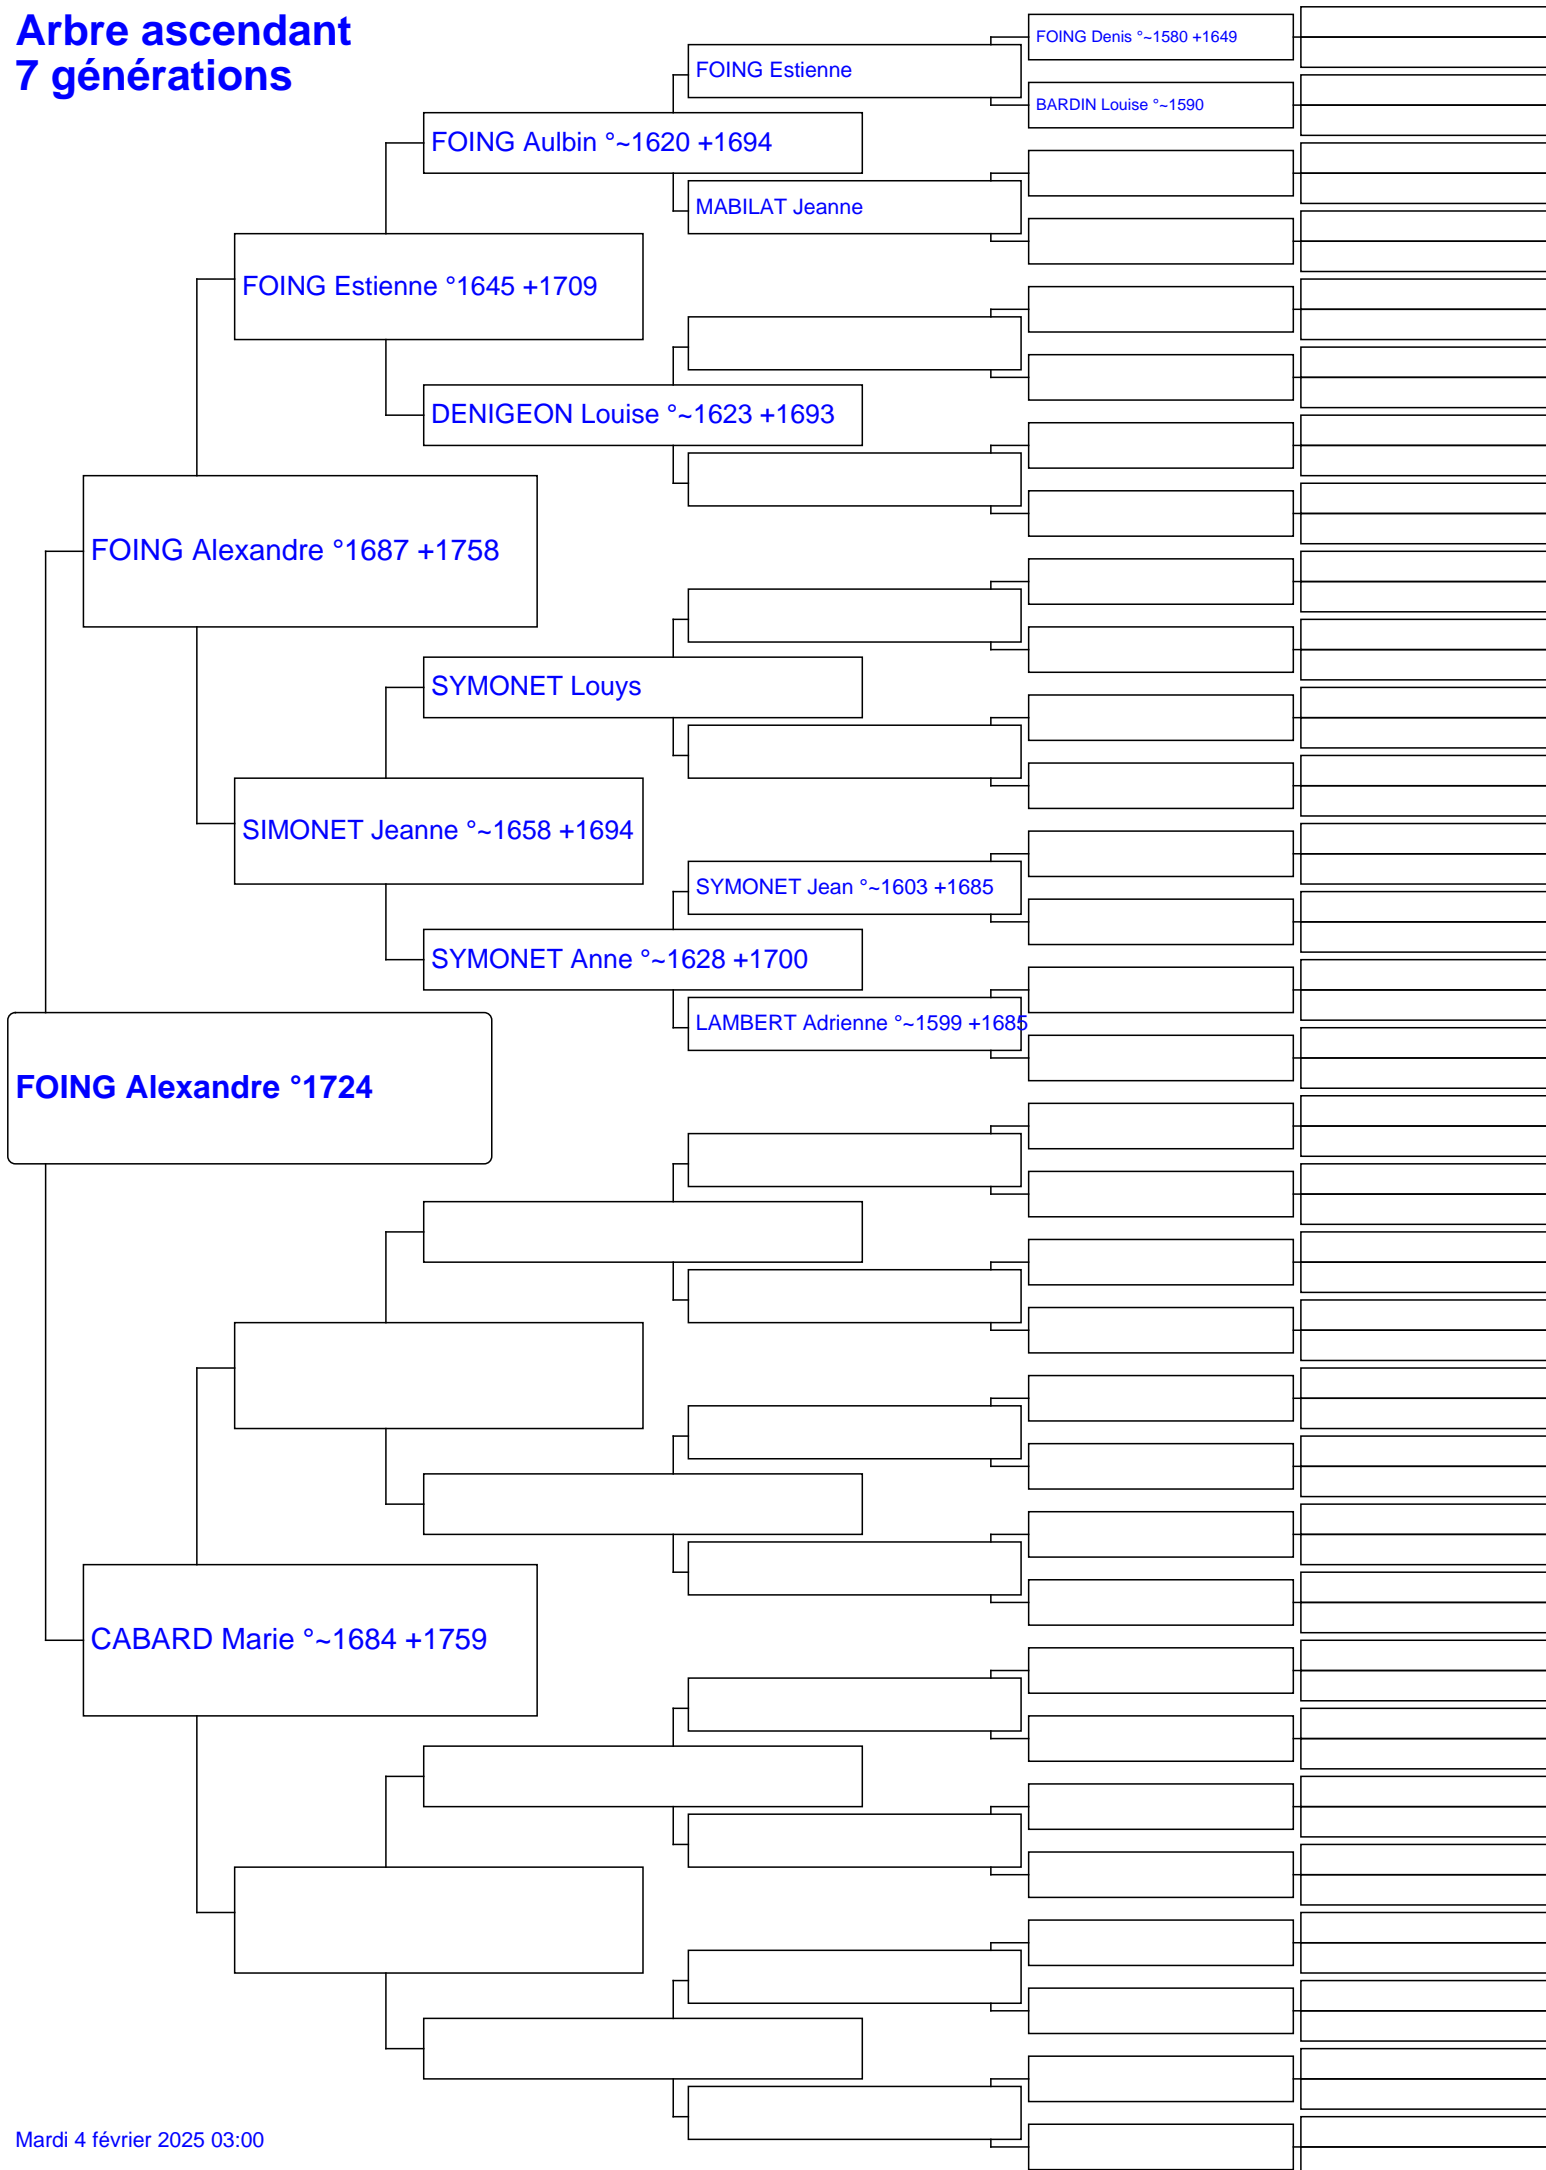 Arbre ascendant
7 générations
FOING Denis °~1580 +1649
FOING Estienne
BARDIN Louise °~1590
FOING Aulbin °~1620 +1694
MABILAT Jeanne
FOING Estienne °1645 +1709
DENIGEON Louise °~1623 +1693
FOING Alexandre °1687 +1758
SYMONET Louys
SIMONET Jeanne °~1658 +1694
SYMONET Jean °~1603 +1685
SYMONET Anne °~1628 +1700
LAMBERT Adrienne °~1599 +1685
FOING Alexandre °1724
CABARD Marie °~1684 +1759
Mardi 4 février 2025 03:00